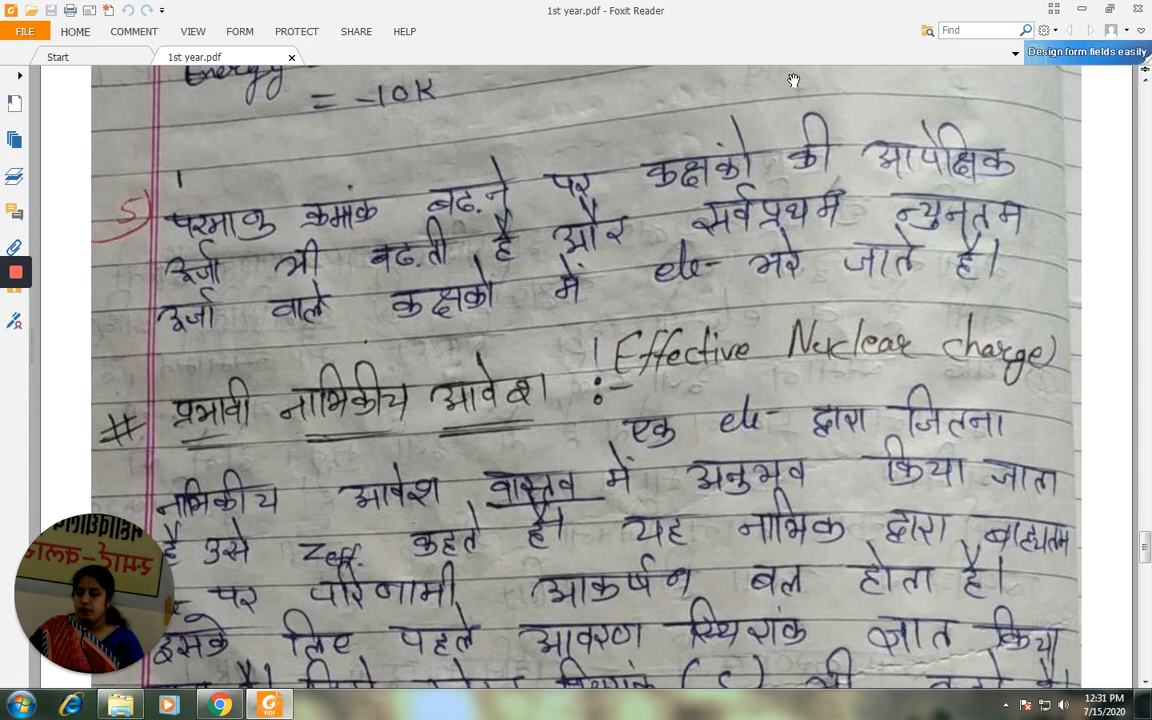 1st year.pdf - Foxit Reader
FILE HOME COMMENT VIEW FORM PROTECT SHARE HELP
Find
Start 1st year.pdf
Design form fields easily
Energy
= -10K
5) परमाणु क्रमांक बढ़ने पर कक्षकों की आपेक्षिक
ऊर्जा भी बढ़ती है और सर्वप्रथम न्युनतम
ऊर्जा वाले कक्षकों में ele- भरे जाते है।
# प्रभावी नाभिकीय आवेश :- (Effective Nuclear charge)
एक ele- द्वारा जितना
नाभिकीय आवेश वास्तव में अनुभव किया जाता
है उसे Zeff. कहते है। यह नाभिक द्वारा बाह्यतम
e- पर परिणामी आकर्षन बल होता है।
इसके लिए पहले आवरण स्थिरांक ज्ञात किया
स्मार्ट-क्लास
12:31 PM
7/15/2020